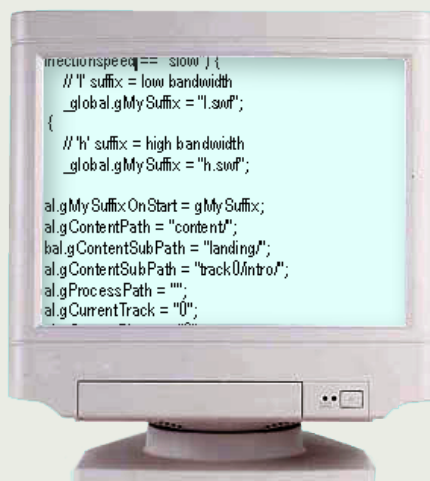 == "slow") {
// 'l' suffix = low bandwidth
_global.gMySuffix = "l.swf";
{
// 'h' suffix = high bandwidth
_global.gMySuffix = "h.swf";
al.gMySuffixOnStart = gMySuffix;
al.gContentPath = "content/";
bal.gContentSubPath = "landing/";
al.gContentSubPath = "track0/intro/";
al.gProcessPath = "";
al.gCurrentTrack = "0";